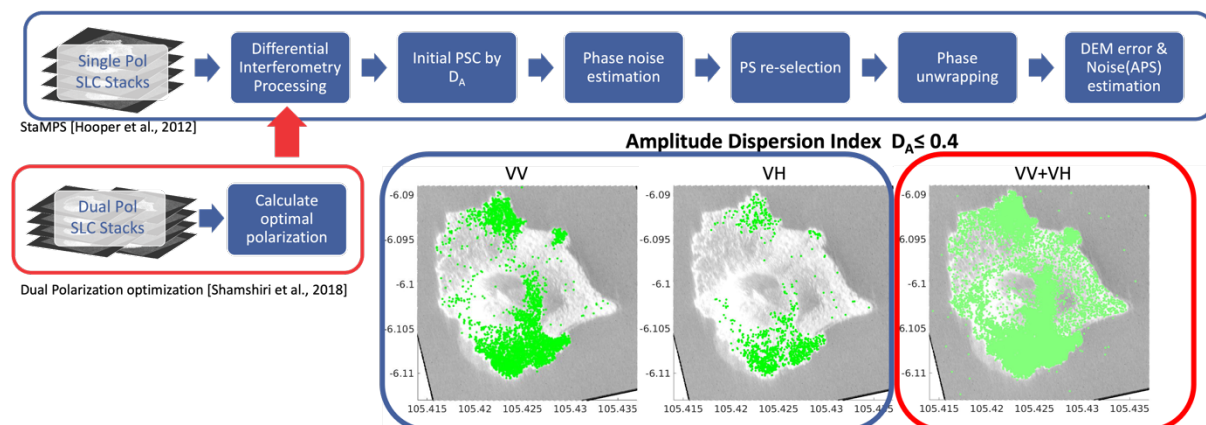 Single Pol
SLC Stacks
Differential
Interferometry
Processing
Initial PSC by
D_A
Phase noise
estimation
PS re-selection
Phase
unwrapping
DEM error &
Noise(APS)
estimation
StaMPS [Hooper et al., 2012]
Dual Pol
SLC Stacks
Calculate
optimal
polarization
Dual Polarization optimization [Shamshiri et al., 2018]
Amplitude Dispersion Index D_A≤ 0.4
VV
-6.09
-6.095
-6.1
-6.105
-6.11
105.415 105.42 105.425 105.43 105.435
VH
-6.09
-6.095
-6.1
-6.105
-6.11
105.415 105.42 105.425 105.43 105.435
VV+VH
-6.09
-6.095
-6.1
-6.105
-6.11
105.415 105.42 105.425 105.43 105.435